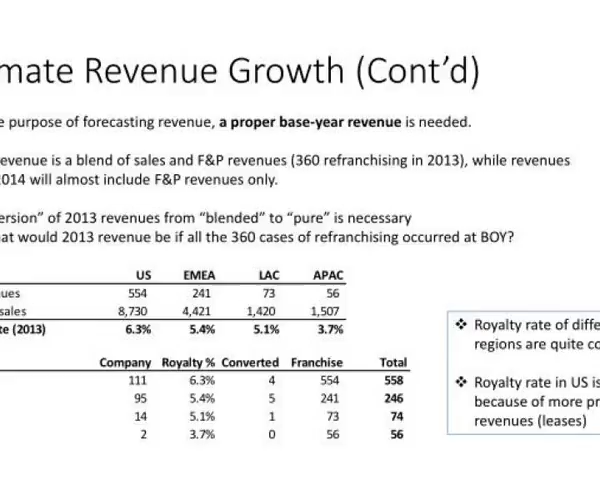 mate Revenue Growth (Cont'd)
e purpose of forecasting revenue, a proper base-year revenue is needed.
evenue is a blend of sales and F&P revenues (360 refranchising in 2013), while revenues
2014 will almost include F&P revenues only.
ersion" of 2013 revenues from "blended" to "pure" is necessary
at would 2013 revenue be if all the 360 cases of refranchising occurred at BOY?
US EMEA LAC APAC
ues 554 241 73 56
sales 8,730 4,421 1,420 1,507
te (2013) 6.3% 5.4% 5.1% 3.7%
Company Royalty % Converted Franchise Total
111 6.3% 4 554 558
95 5.4% 5 241 246
14 5.1% 1 73 74
2 3.7% 0 56 56
❖ Royalty rate of diffe
regions are quite co
❖ Royalty rate in US is
because of more pr
revenues (leases)